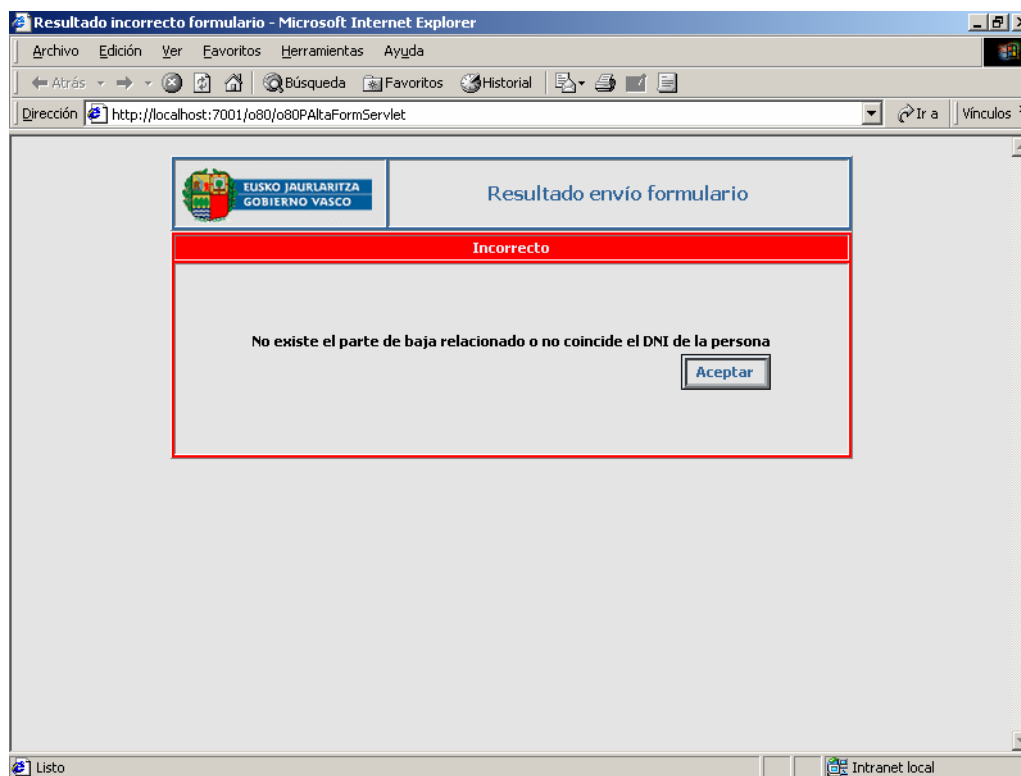 Resultado incorrecto formulario - Microsoft Internet Explorer
Archivo Edición Ver Favoritos Herramientas Ayuda
Atrás Búsqueda Favoritos Historial
Dirección http://localhost:7001/o80/o80PAltaFormServlet Ir a Vínculos
EUSKO JAURLARITZA
GOBIERNO VASCO
Resultado envío formulario
Incorrecto
No existe el parte de baja relacionado o no coincide el DNI de la persona
Aceptar
Listo Intranet local